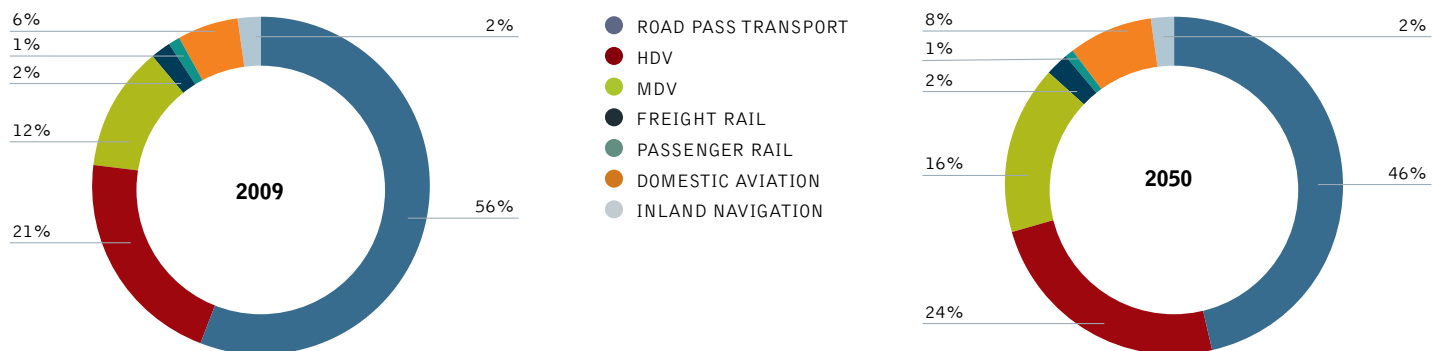 6%
1%
2%
12%
21%
2%
56%
2009
ROAD PASS TRANSPORT
HDV
MDV
FREIGHT RAIL
PASSENGER RAIL
DOMESTIC AVIATION
INLAND NAVIGATION
8%
1%
2%
16%
24%
2%
46%
2050